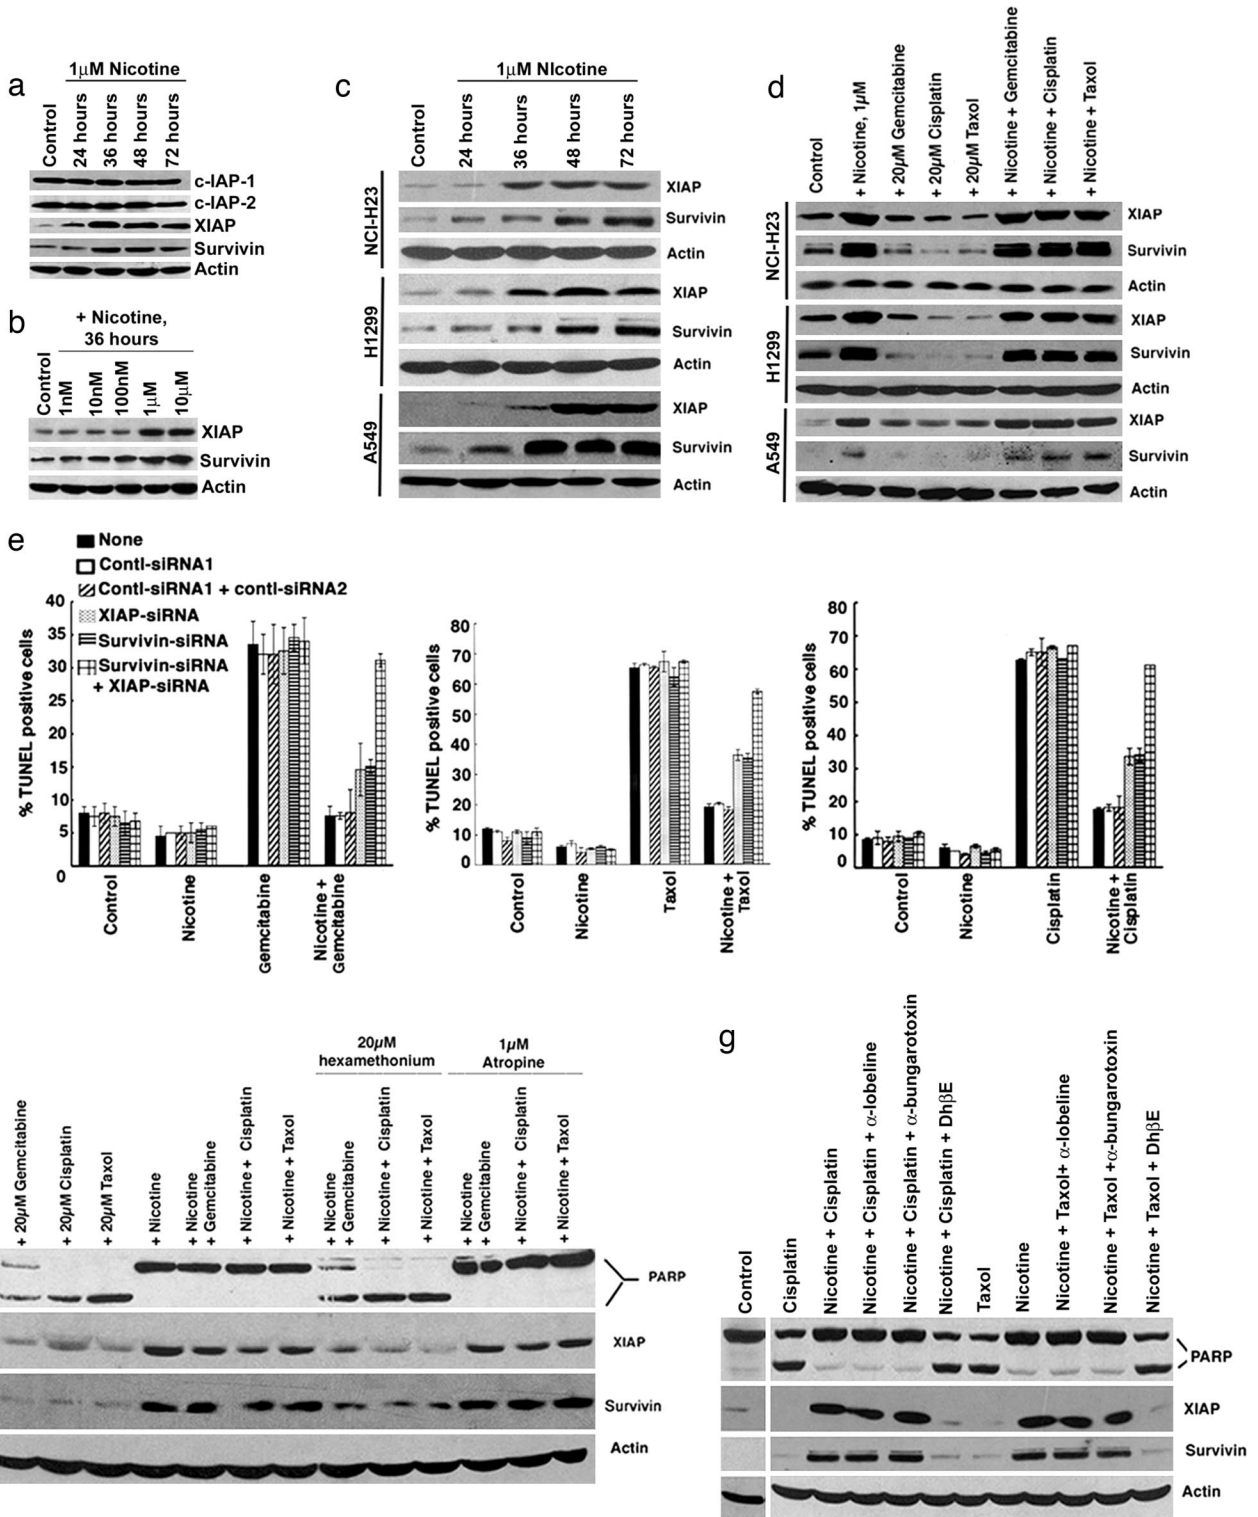 a
1µM Nicotine
Control
24 hours
36 hours
48 hours
72 hours
c-IAP-1
c-IAP-2
XIAP
Survivin
Actin
b
+ Nicotine,
36 hours
Control
1nM
10nM
100nM
1µM
10µM
XIAP
Survivin
Actin
c
1µM NIcotine
Control
24 hours
36 hours
48 hours
72 hours
NCI-H23
XIAP
Survivin
Actin
H1299
XIAP
Survivin
Actin
A549
XIAP
Survivin
Actin
d
Control
+ Nicotine, 1µM
+ 20µM Gemcitabine
+ 20µM Cisplatin
+ 20µM Taxol
+ Nicotine + Gemcitabine
+ Nicotine + Cisplatin
+ Nicotine + Taxol
NCI-H23
XIAP
Survivin
Actin
H1299
XIAP
Survivin
Actin
A549
XIAP
Survivin
Actin
e
None
Contl-siRNA1
Contl-siRNA1 + contl-siRNA2
XIAP-siRNA
Survivin-siRNA
Survivin-siRNA
+ XIAP-siRNA
% TUNEL positive cells
40
35
30
20
15
10
5
0
Control
Nicotine
Gemcitabine
Nicotine +
Gemcitabine
% TUNEL positive cells
80
70
60
50
40
30
20
10
0
Control
Nicotine
Taxol
Nicotine +
Taxol
% TUNEL positive cells
80
70
60
50
40
30
20
10
0
Control
Nicotine
Cisplatin
Nicotine +
Cisplatin
20µM
hexamethonium
1µM
Atropine
+ 20µM Gemcitabine
+ 20µM Cisplatin
+ 20µM Taxol
+ Nicotine
+ Nicotine
+ Gemcitabine
+ Nicotine + Cisplatin
+ Nicotine + Taxol
+ Nicotine
+ Gemcitabine
+ Nicotine + Cisplatin
+ Nicotine + Taxol
+ Nicotine
+ Gemcitabine
+ Nicotine + Cisplatin
+ Nicotine + Taxol
PARP
XIAP
Survivin
Actin
g
Control
Cisplatin
Nicotine + Cisplatin
Nicotine + Cisplatin + α-lobeline
Nicotine + Cisplatin + α-bungarotoxin
Nicotine + Cisplatin + DhβE
Taxol
Nicotine
Nicotine + Taxol+ α-lobeline
Nicotine + Taxol +α-bungarotoxin
Nicotine + Taxol + DhβE
PARP
XIAP
Survivin
Actin